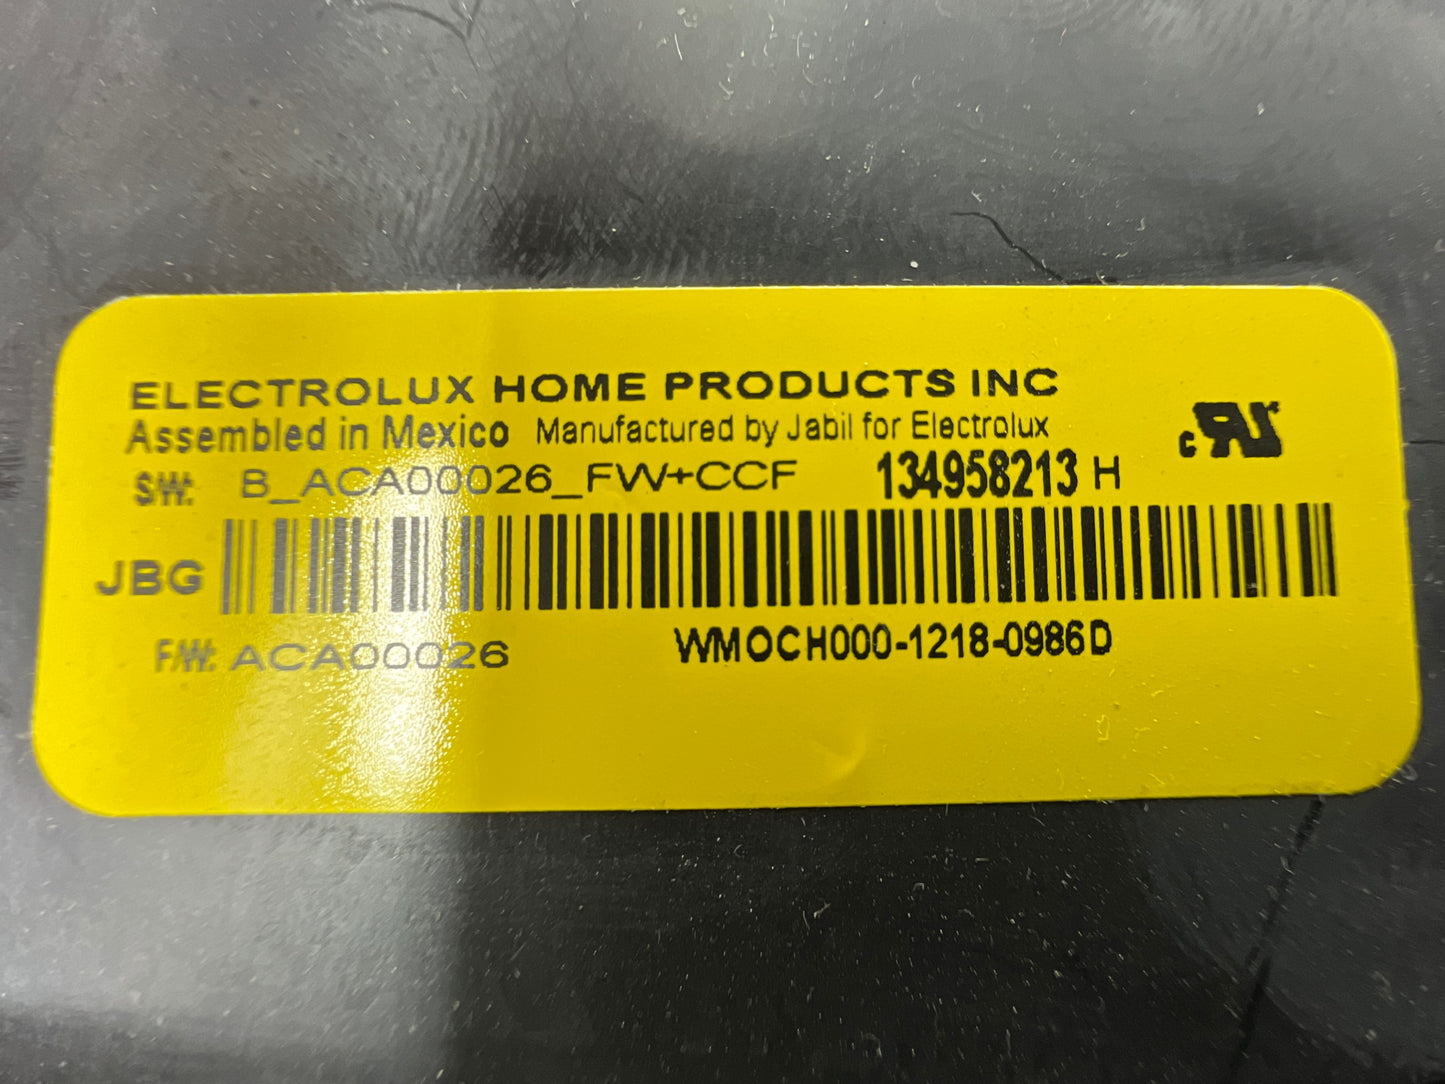 ELECTROLUX HOME PRODUCTS INC
Assembled in Mexico Manufactured by Jabil for Electrolux
S/W: B_ACA00026_FW+CCF 134958213 H
c RU
JBG
F/W: ACA00026 WMOCH000-1218-0986D